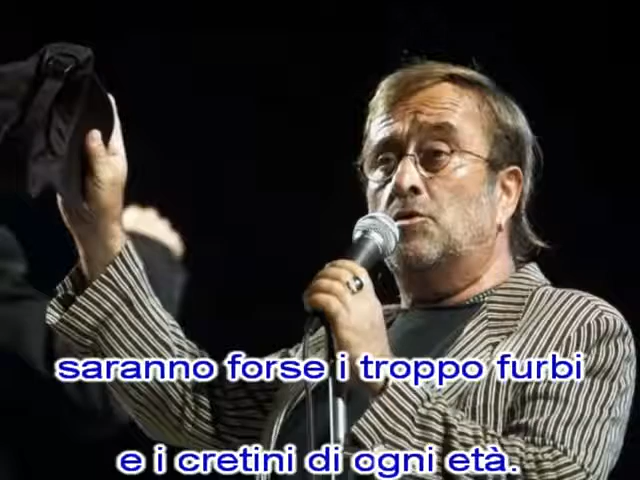 saranno forse i troppo furbi
e i cretini di ogni età.